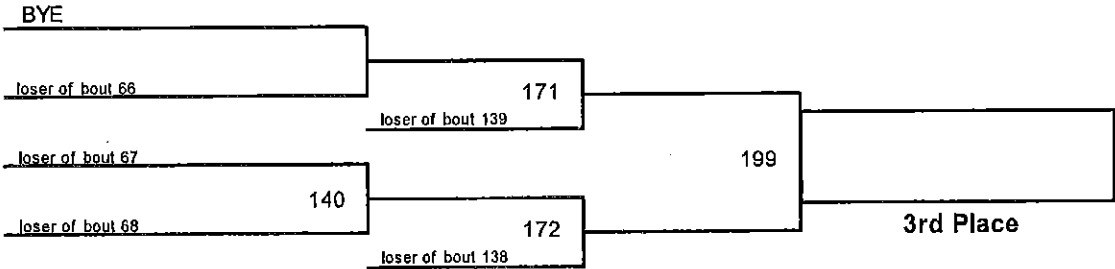 BYE
loser of bout 66
171
loser of bout 139
loser of bout 67
199
140
loser of bout 68
172
3rd Place
loser of bout 138